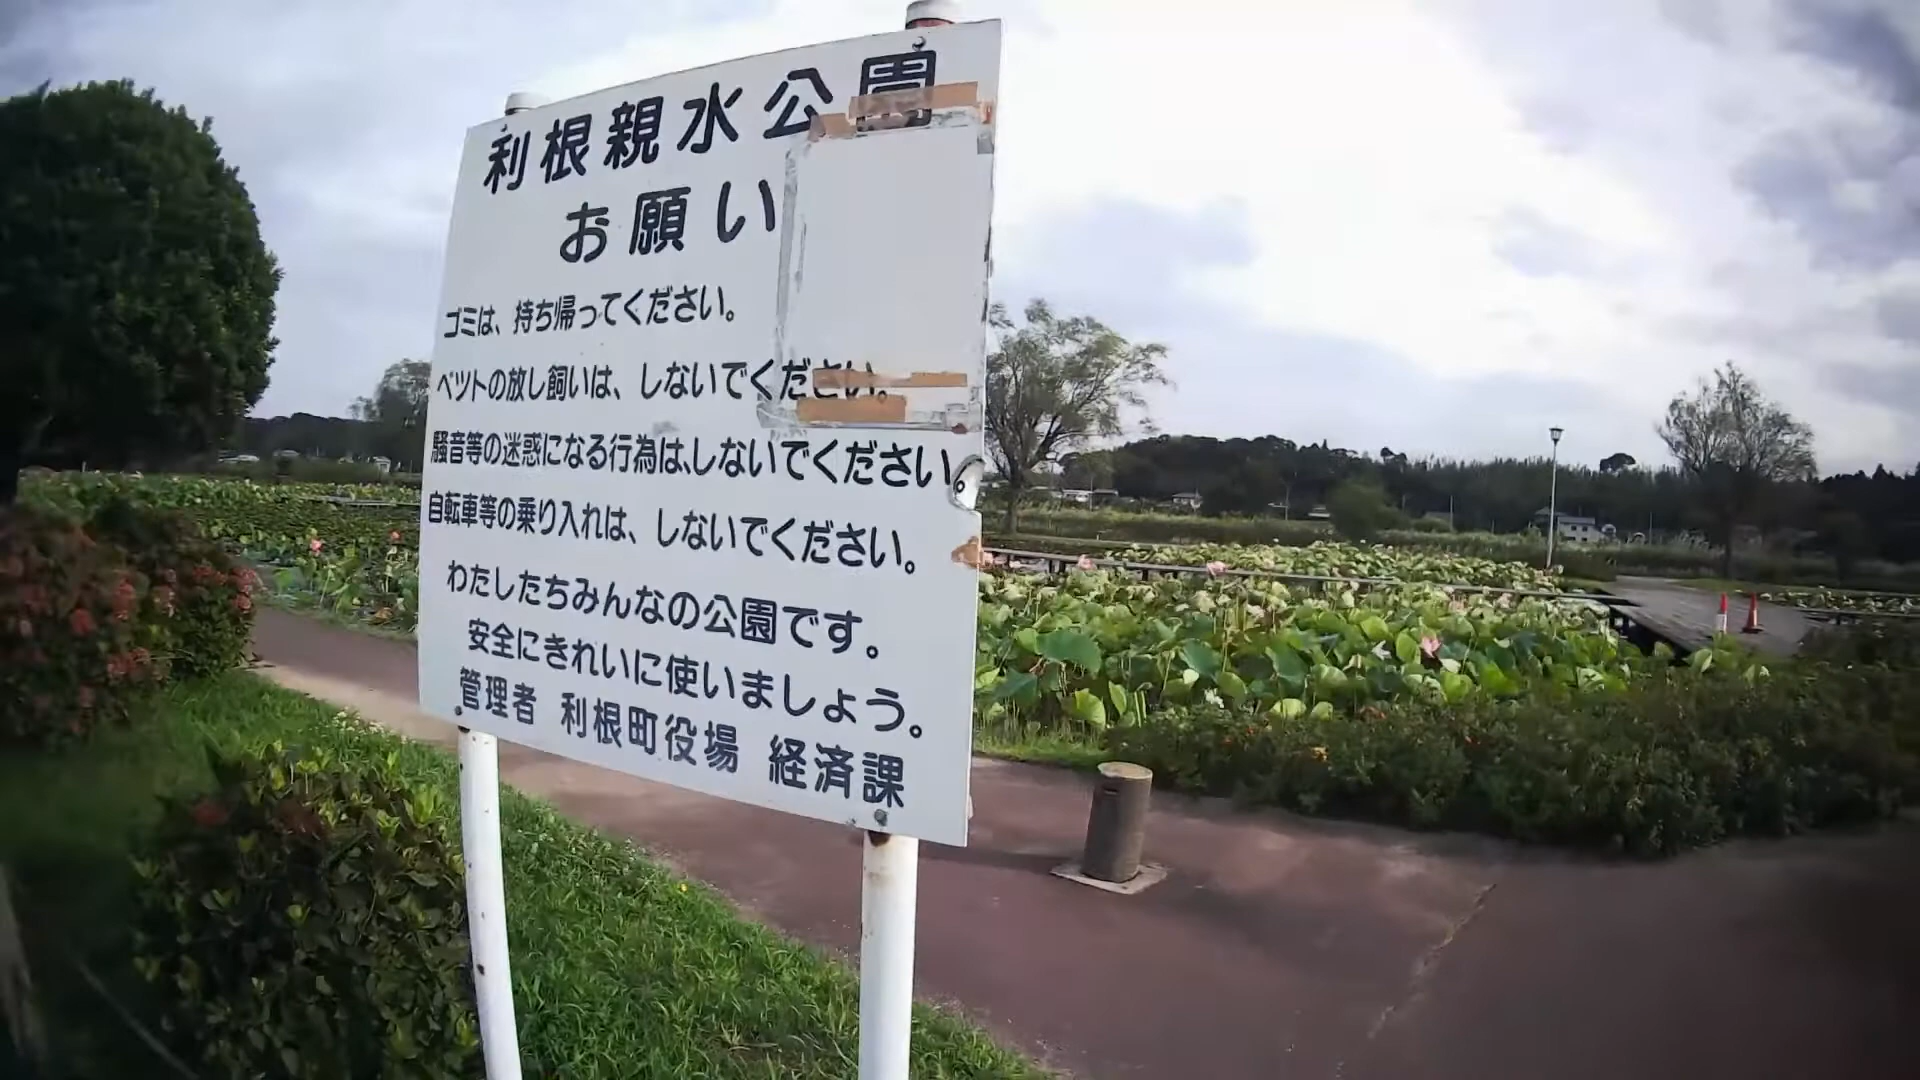 利根親水公園
お願い
ゴミは、持ち帰ってください。
ペットの放し飼いは、しないでください。
騒音等の迷惑になる行為は、しないでください。
自転車等の乗り入れは、しないでください。
わたしたちみんなの公園です。
安全にきれいに使いましょう。
管理者 利根町役場 経済課